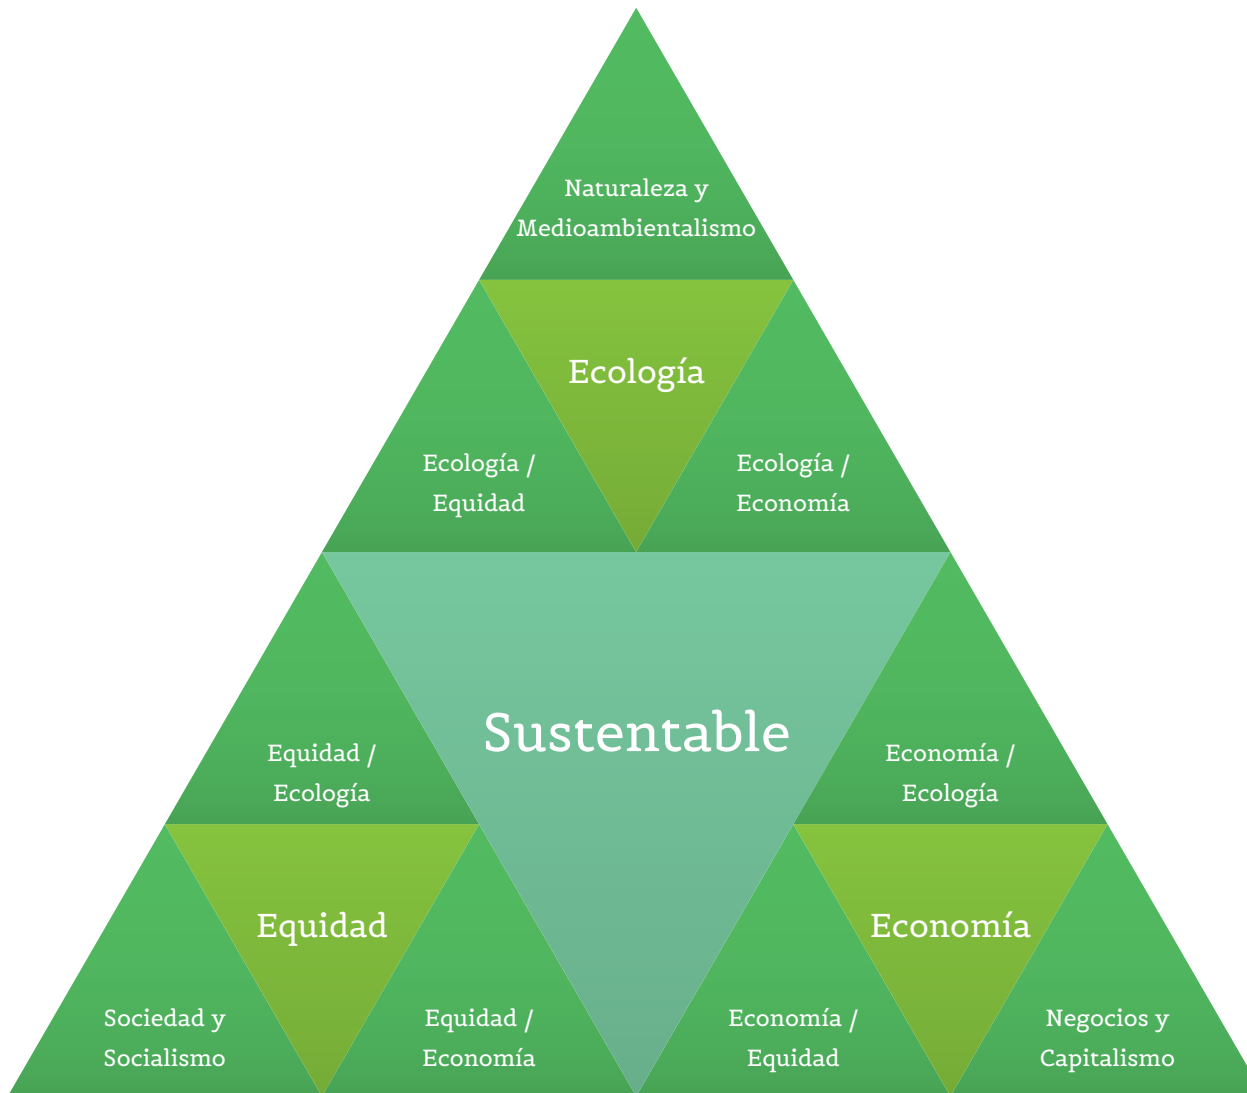 Naturaleza y
Medioambientalismo
Ecología
Ecología /
Equidad
Ecología /
Economía
Sustentable
Equidad /
Ecología
Economía /
Ecología
Equidad
Economía
Sociedad y
Socialismo
Equidad /
Economía
Economía /
Equidad
Negocios y
Capitalismo